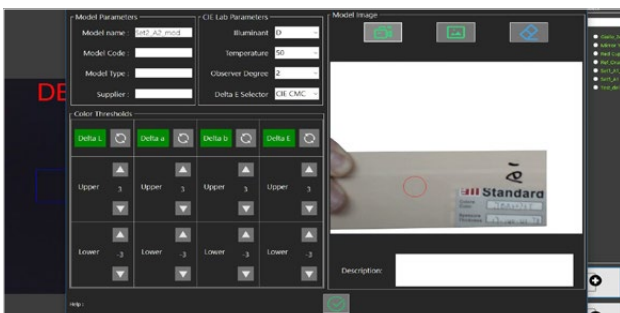 Model Parameters
Model name : Set2_A2_mod
Model Code :
Model Type :
Supplier :
CIE Lab Parameters
Illuminant D
Temperature 50
Observer Degree 2
Delta E Selector CIE CMC
Model Image
Color Thresholds
Delta L Delta a Delta b Delta E
Upper 3 Upper 3 Upper 3 Upper 3
Lower -3 Lower -3 Lower -3 Lower -3
Standard
Description:
Help :
DE